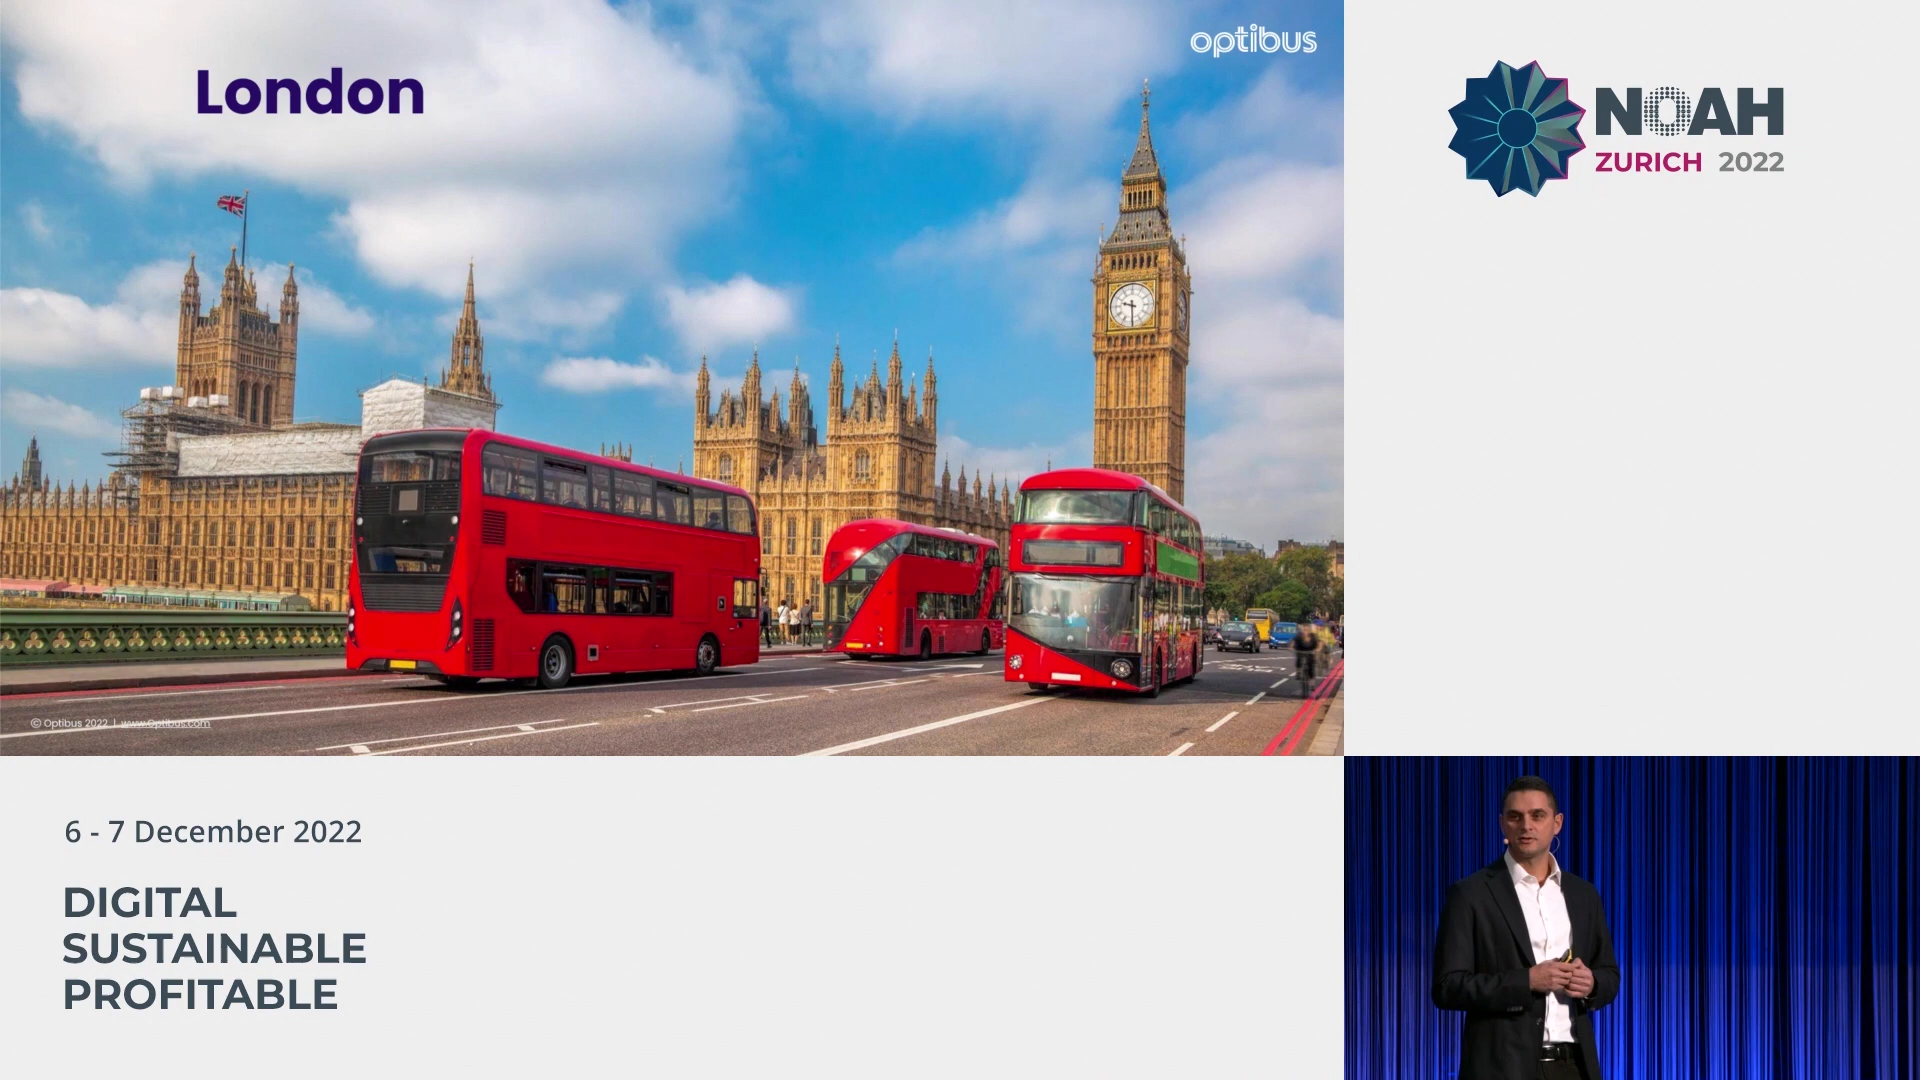 London
optibus
© Optibus 2022 | www.Optibus.com
NOAH
ZURICH 2022
6 - 7 December 2022
DIGITAL
SUSTAINABLE
PROFITABLE